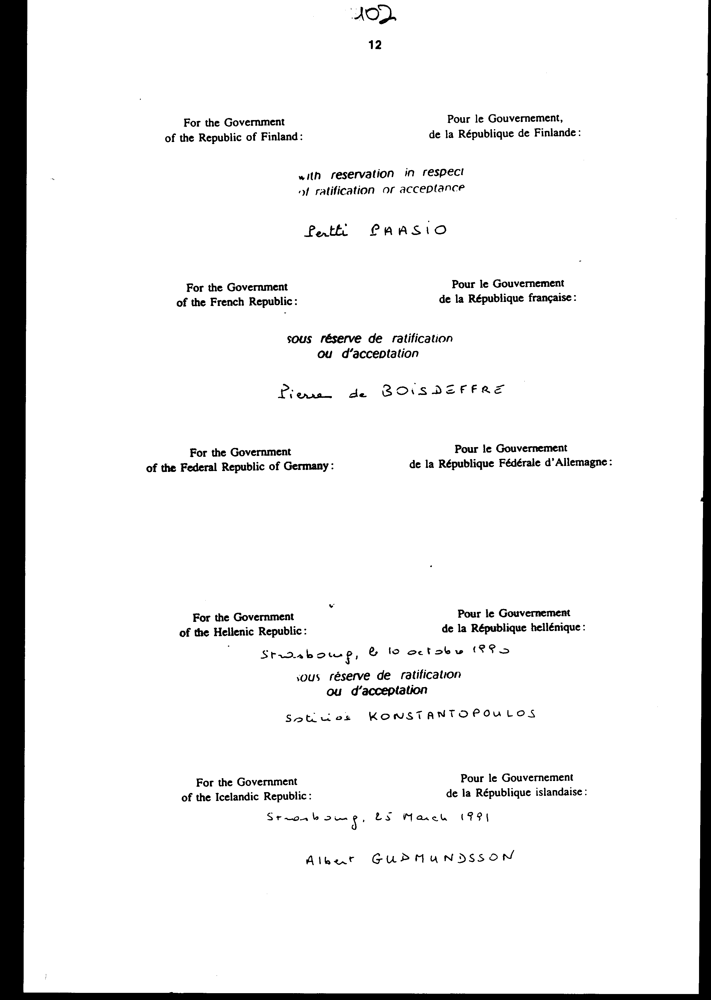 102
12
For the Government
of the Republic of Finland:
Pour le Gouvernement,
de la République de Finlande:
with reservation in respect
of ratification or acceptance
Pertti PAASIO
For the Government
of the French Republic:
Pour le Gouvernement
de la République française:
sous réserve de ratification
ou d'acceptation
Pierre de BOISDEFFRE
For the Government
of the Federal Republic of Germany:
Pour le Gouvernement
de la République Fédérale d'Allemagne:
For the Government
of the Hellenic Republic:
Pour le Gouvernement
de la République hellénique:
Strasbourg, le 10 octobre 1990
sous réserve de ratification
ou d'acceptation
Sotirios KONSTANTOPOULOS
For the Government
of the Icelandic Republic:
Pour le Gouvernement
de la République islandaise:
Strasbourg, 25 March 1991
Albert GUDMUNDSSON